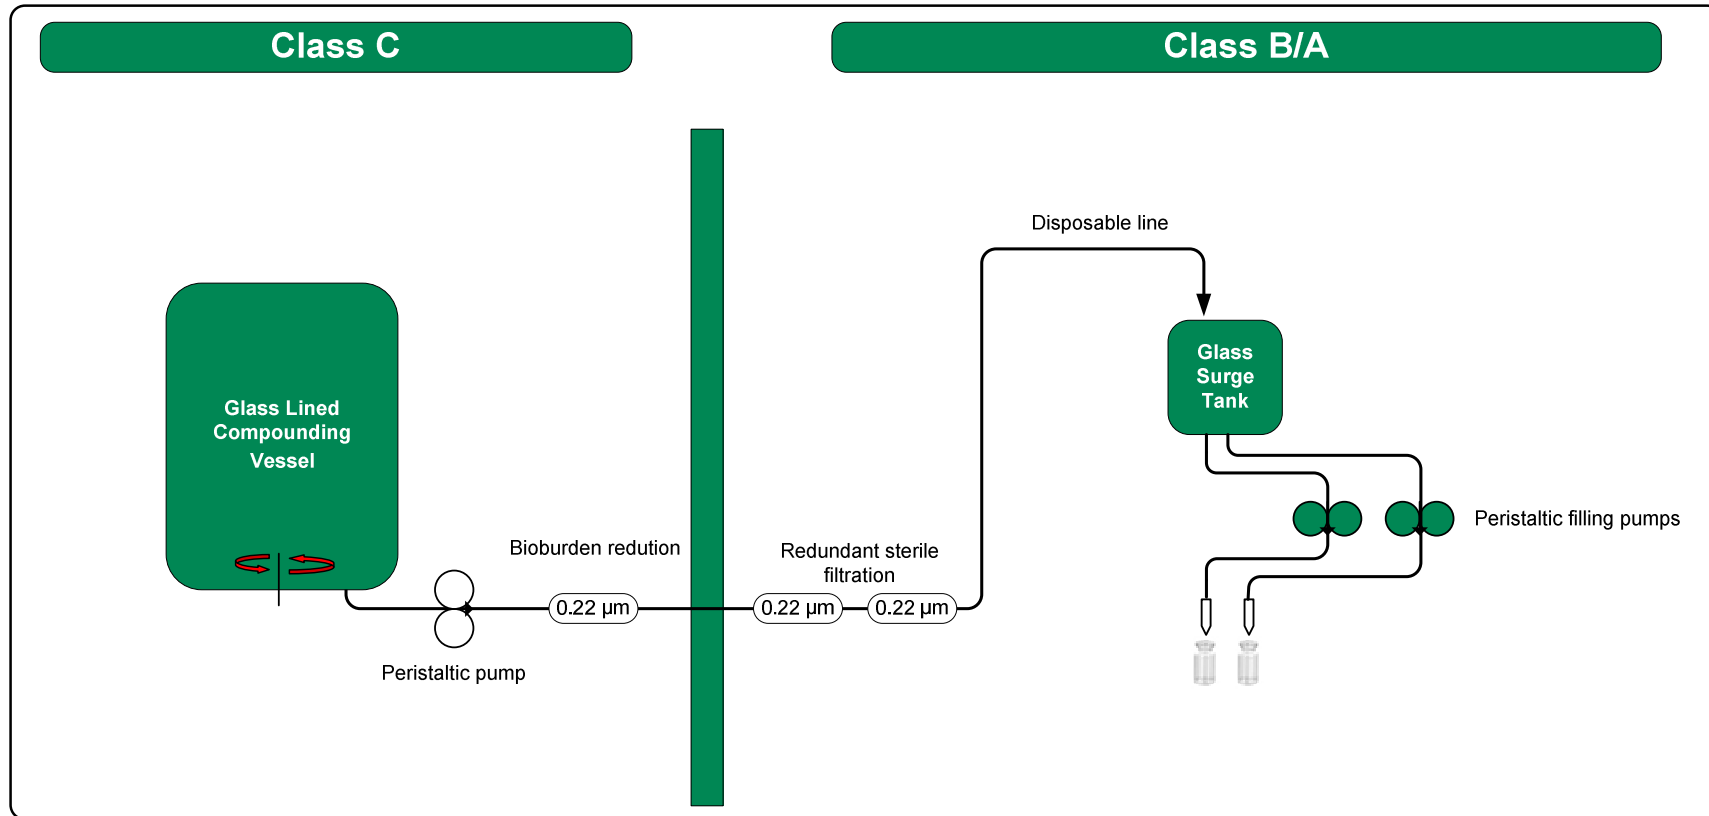 Class C
Class B/A
Disposable line
Glass
Surge
Tank
Glass Lined
Compounding
Vessel
Peristaltic filling pumps
Bioburden redution
Redundant sterile
filtration
0.22 µm
0.22 µm
0.22 µm
Peristaltic pump